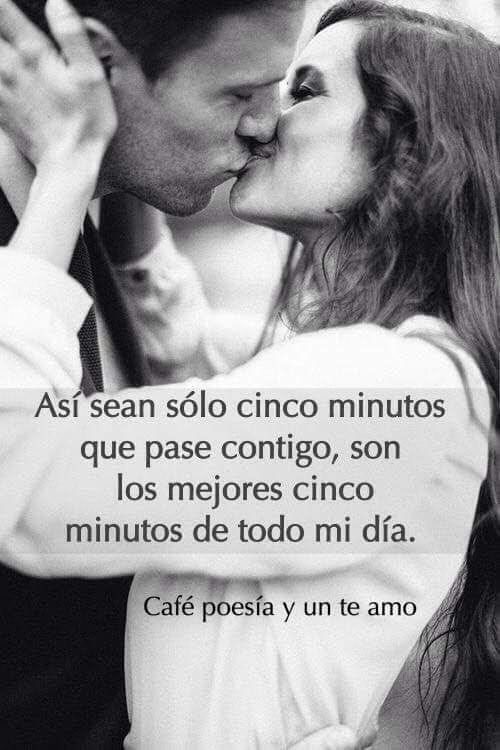 Así sean sólo cinco minutos
que pase contigo, son
los mejores cinco
minutos de todo mi día.
Café poesía y un te amo